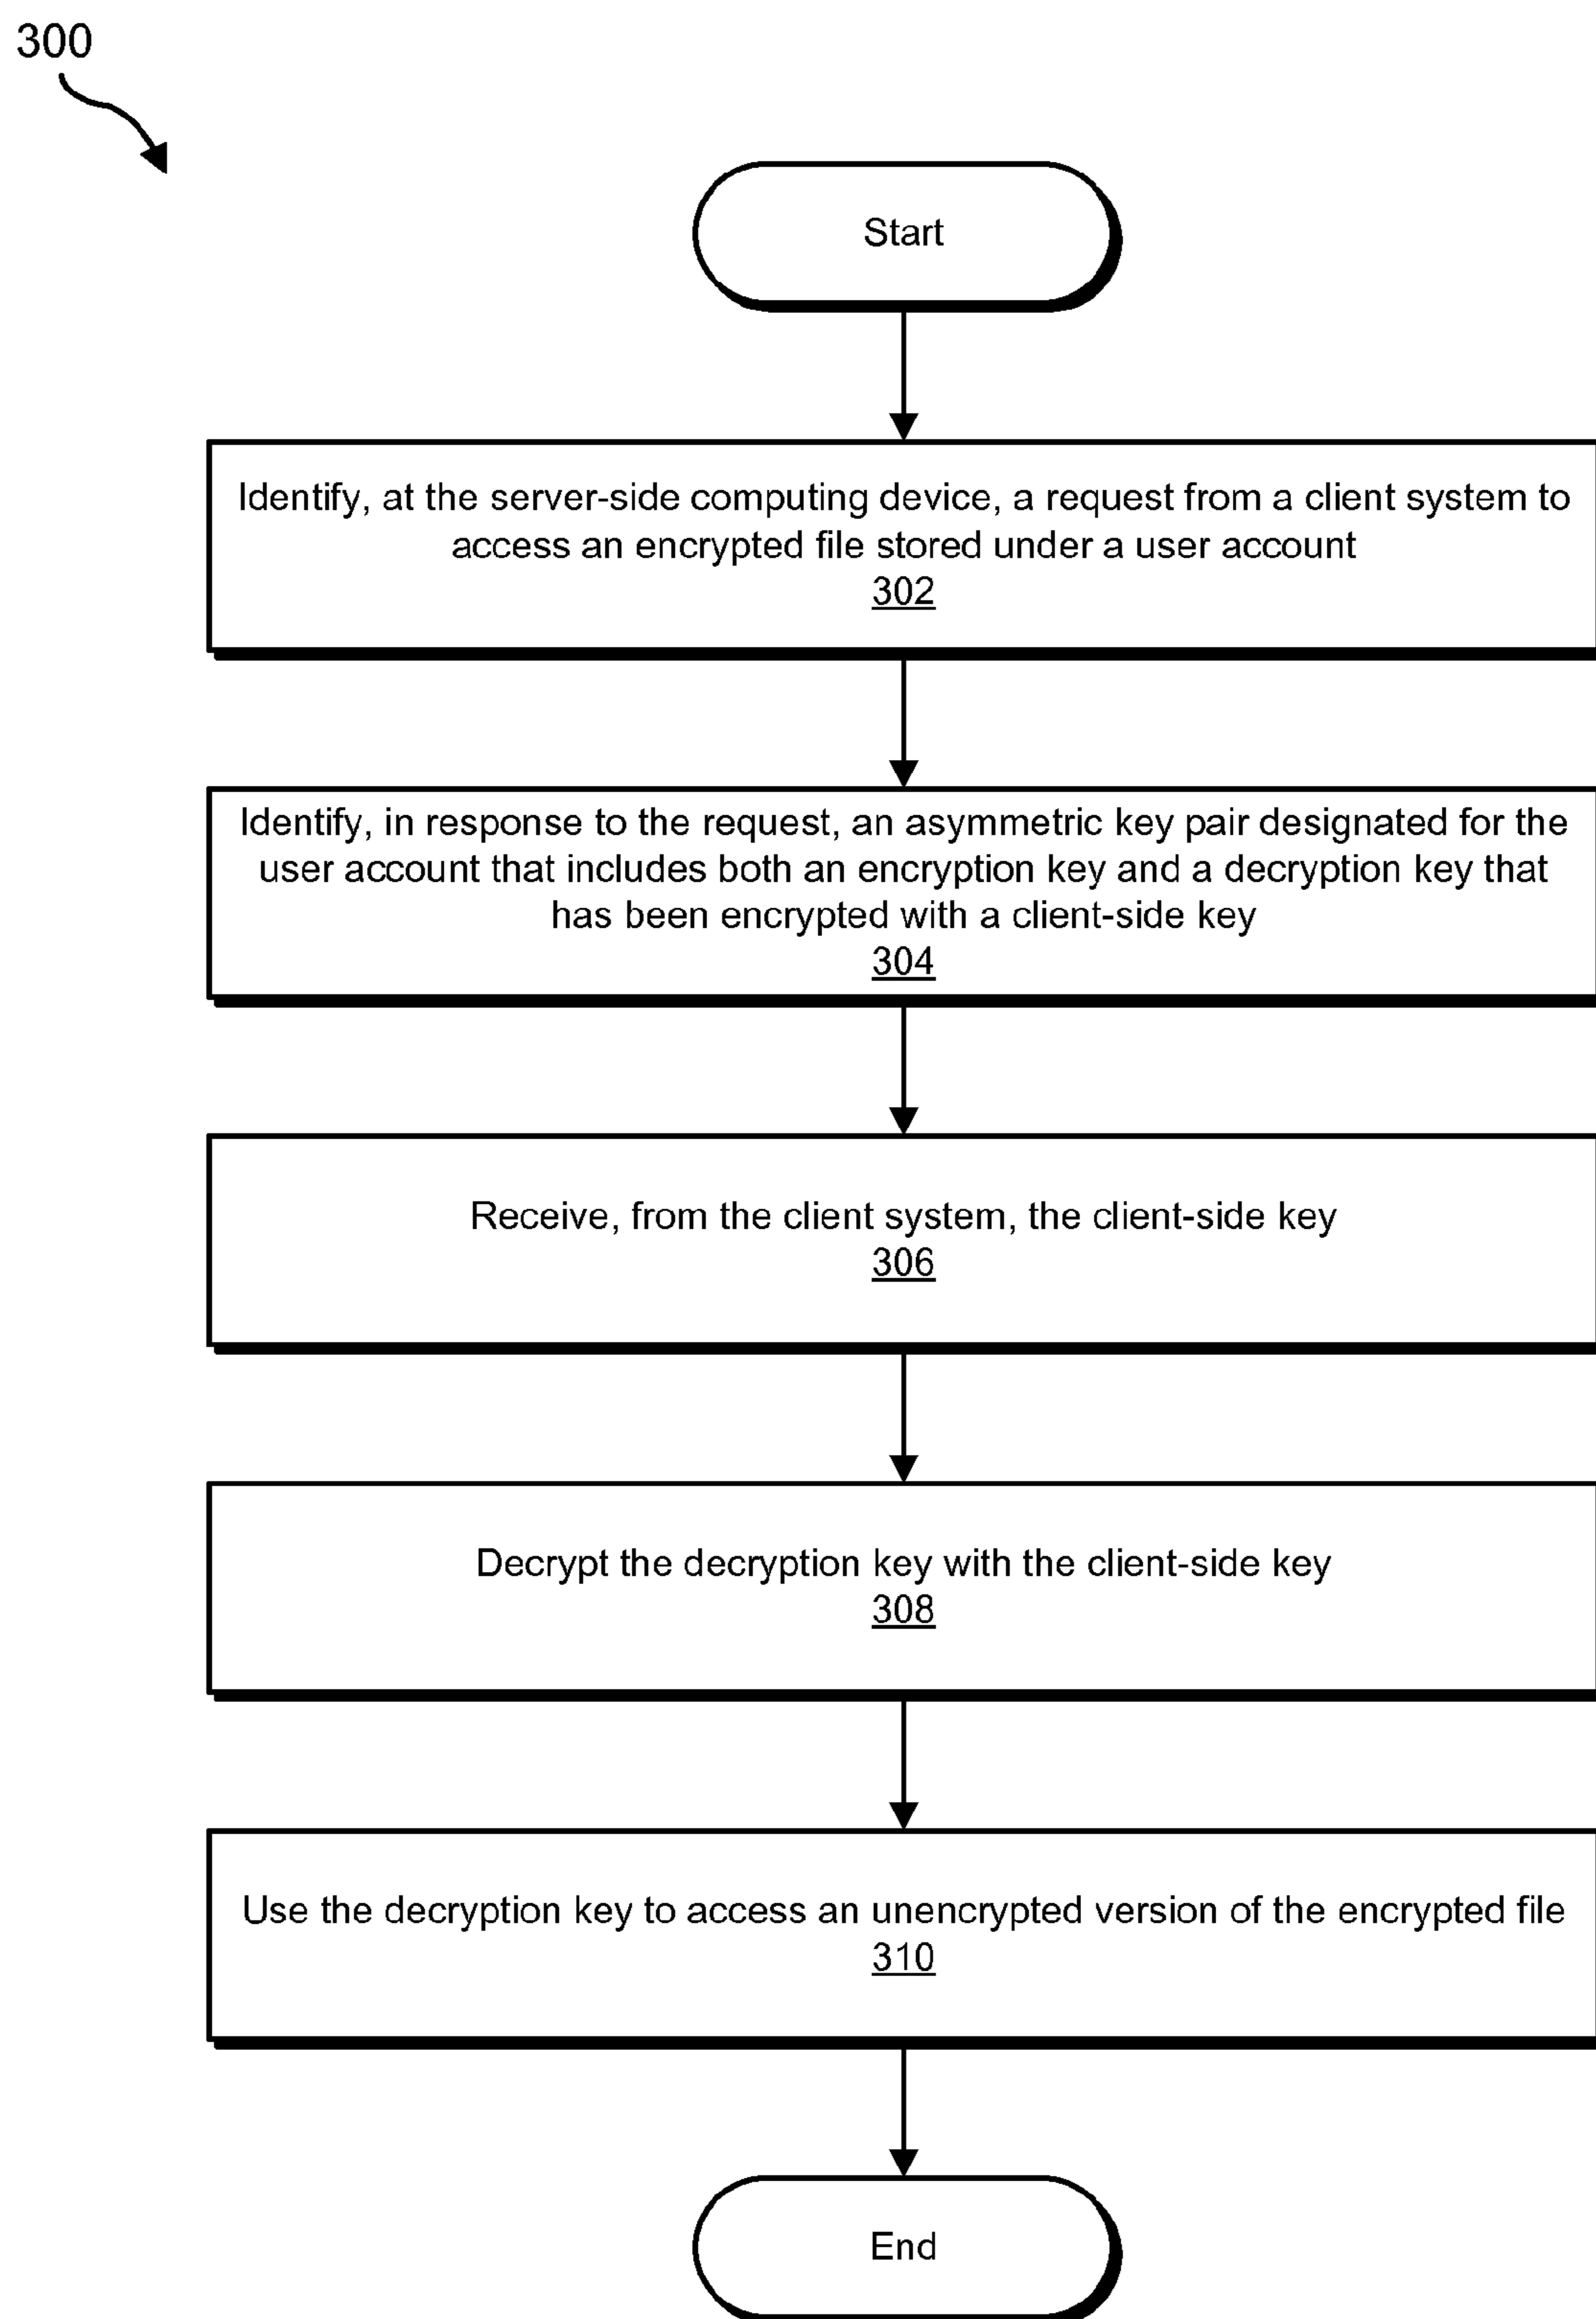 300
Start
Identify, at the server-side computing device, a request from a client system to
access an encrypted file stored under a user account
302
Identify, in response to the request, an asymmetric key pair designated for the
user account that includes both an encryption key and a decryption key that
has been encrypted with a client-side key
304
Receive, from the client system, the client-side key
306
Decrypt the decryption key with the client-side key
308
Use the decryption key to access an unencrypted version of the encrypted file
310
End